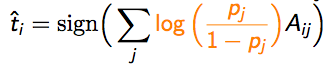 t̂ᵢ = sign( ∑ⱼ log ( pⱼ / 1 − pⱼ ) Aᵢⱼ )